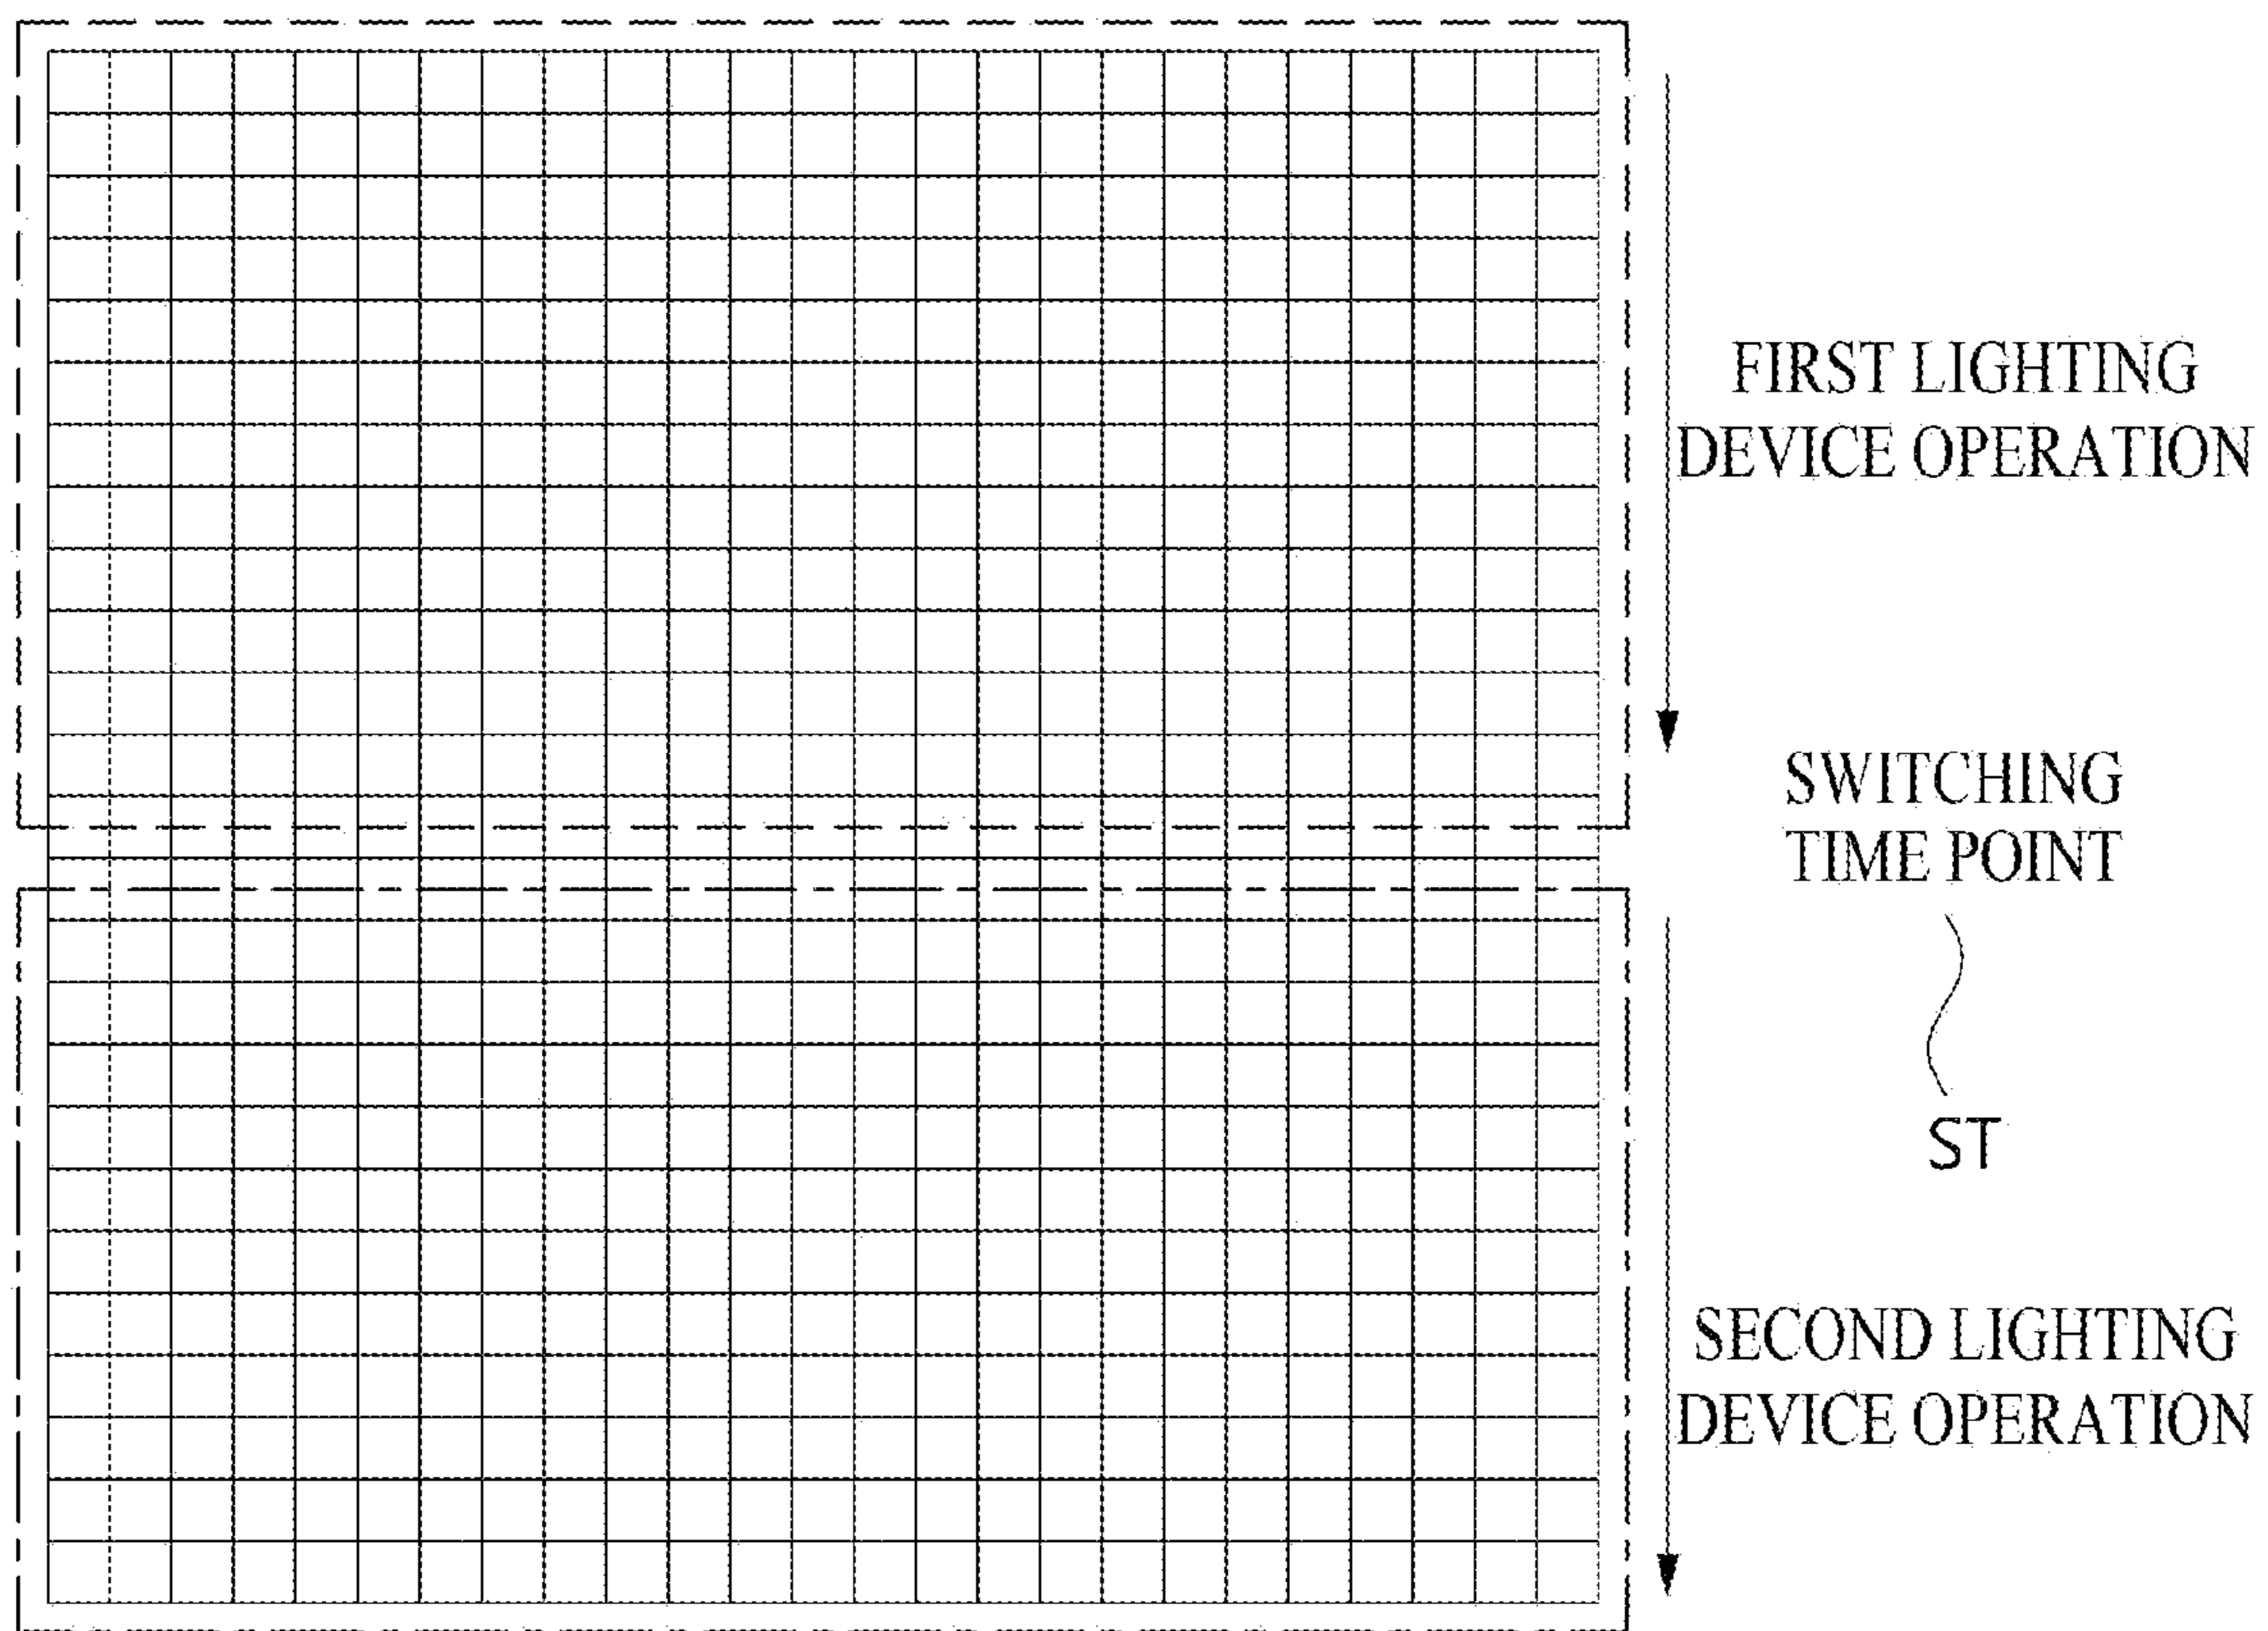 FIRST LIGHTING
DEVICE OPERATION
SWITCHING
TIME POINT
ST
SECOND LIGHTING
DEVICE OPERATION